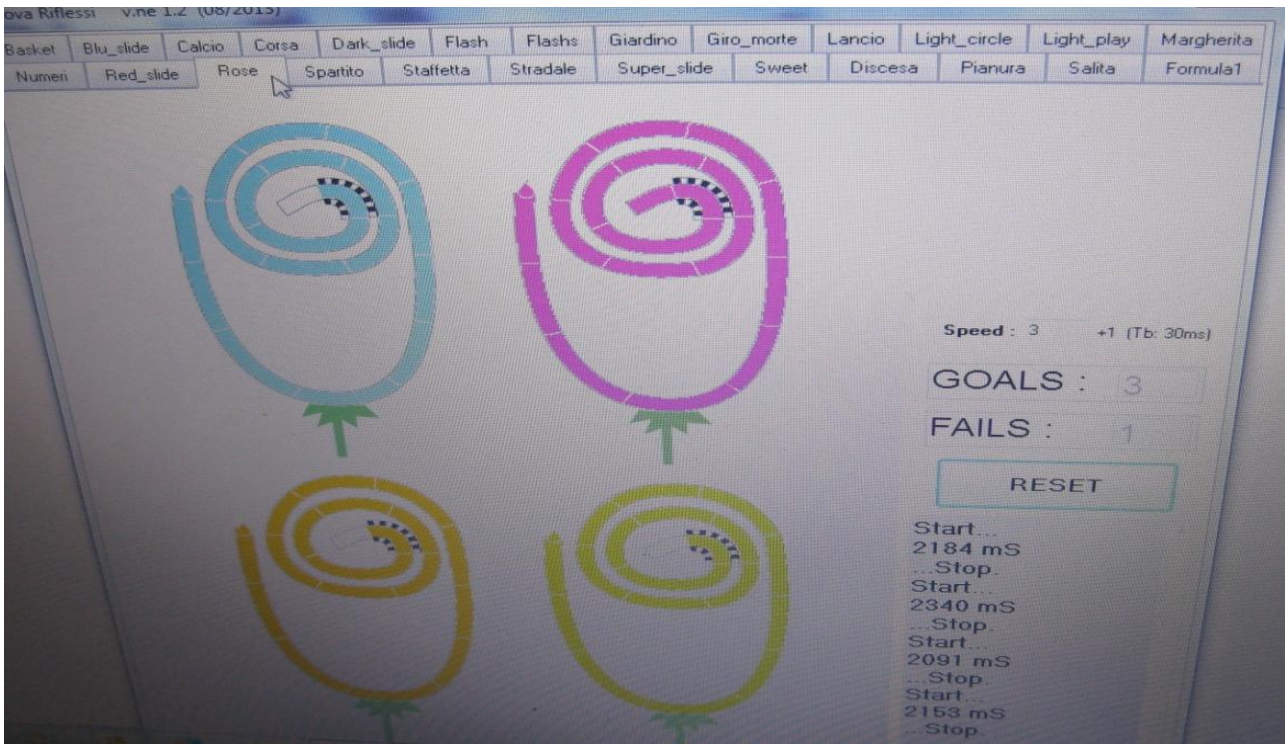 ova Riflessi v.ne 1.2 (08/2013)
Basket Blu_slide Calcio Corsa Dark_slide Flash Flashs Giardino Giro_morte Lancio Light_circle Light_play Margherita
Numeri Red_slide Rose Spartito Staffetta Stradale Super_slide Sweet Discesa Pianura Salita Formula1
Speed : 3 +1 (Tb: 30ms)
GOALS : 3
FAILS : 1
RESET
Start...
2184 mS
...Stop.
Start...
2340 mS
...Stop.
Start...
2091 mS
...Stop.
Start...
2153 mS
...Stop.